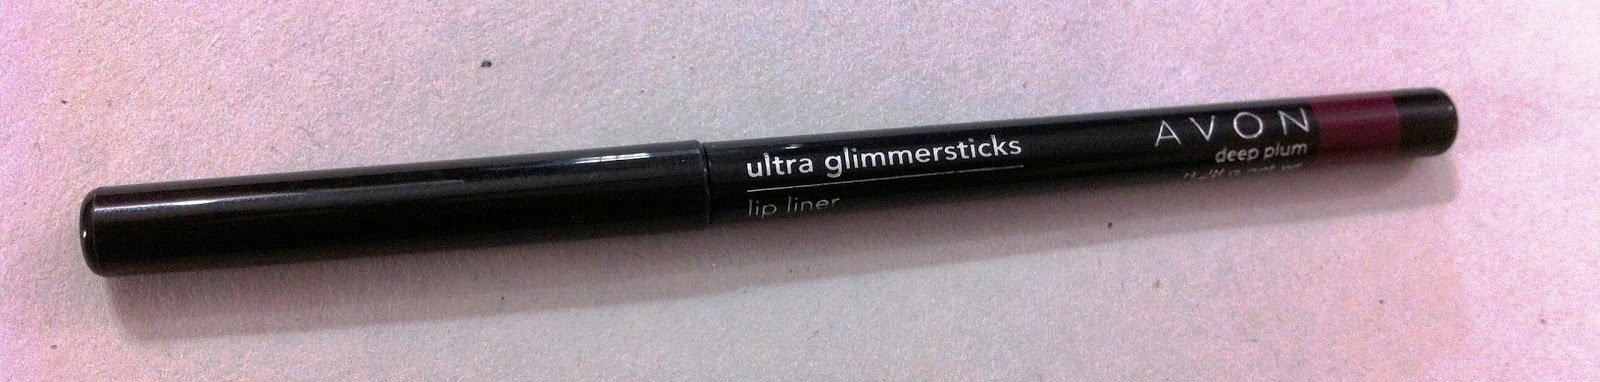 ultra glimmersticks
lip liner
AVON
deep plum